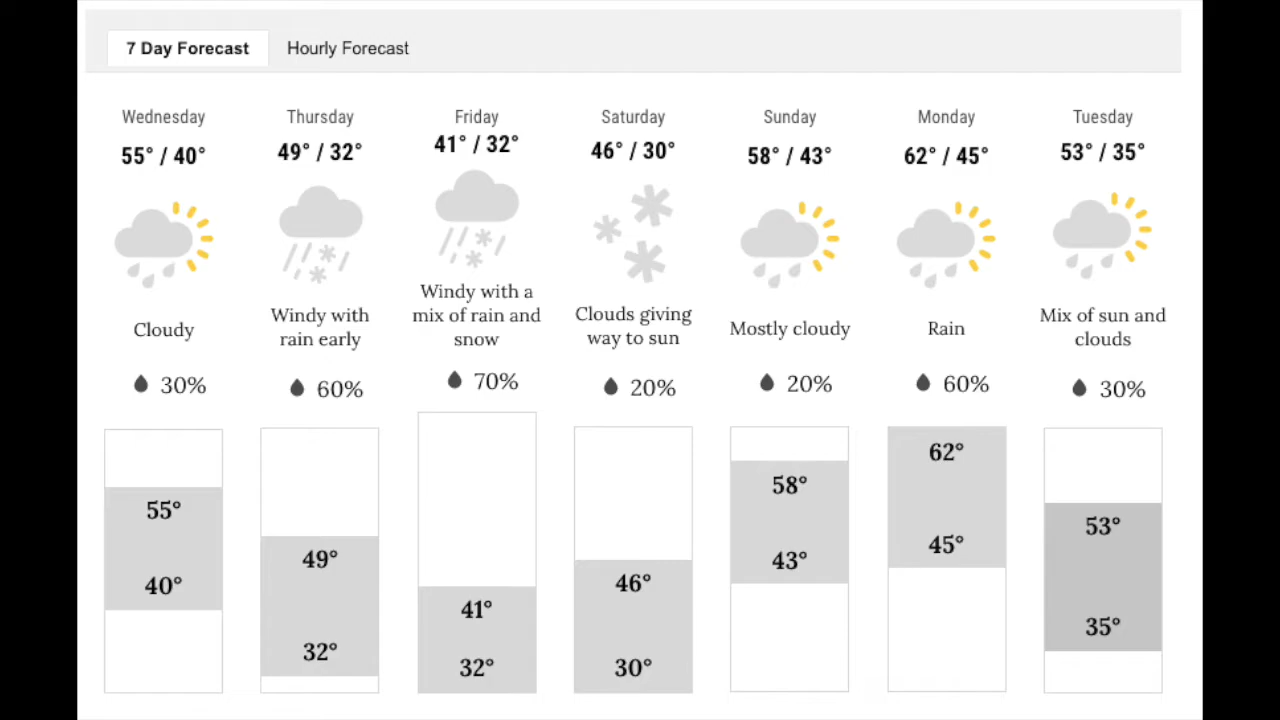 7 Day Forecast Hourly Forecast
Wednesday Thursday Friday Saturday Sunday Monday Tuesday
55° / 40° 49° / 32° 41° / 32° 46° / 30° 58° / 43° 62° / 45° 53° / 35°
Cloudy
Windy with
rain early
Windy with a
mix of rain and
snow
Clouds giving
way to sun
Mostly cloudy
Rain
Mix of sun and
clouds
30% 60% 70% 20% 20% 60% 30%
55° 49° 41° 46° 58° 62° 53°
40° 32° 32° 30° 43° 45° 35°